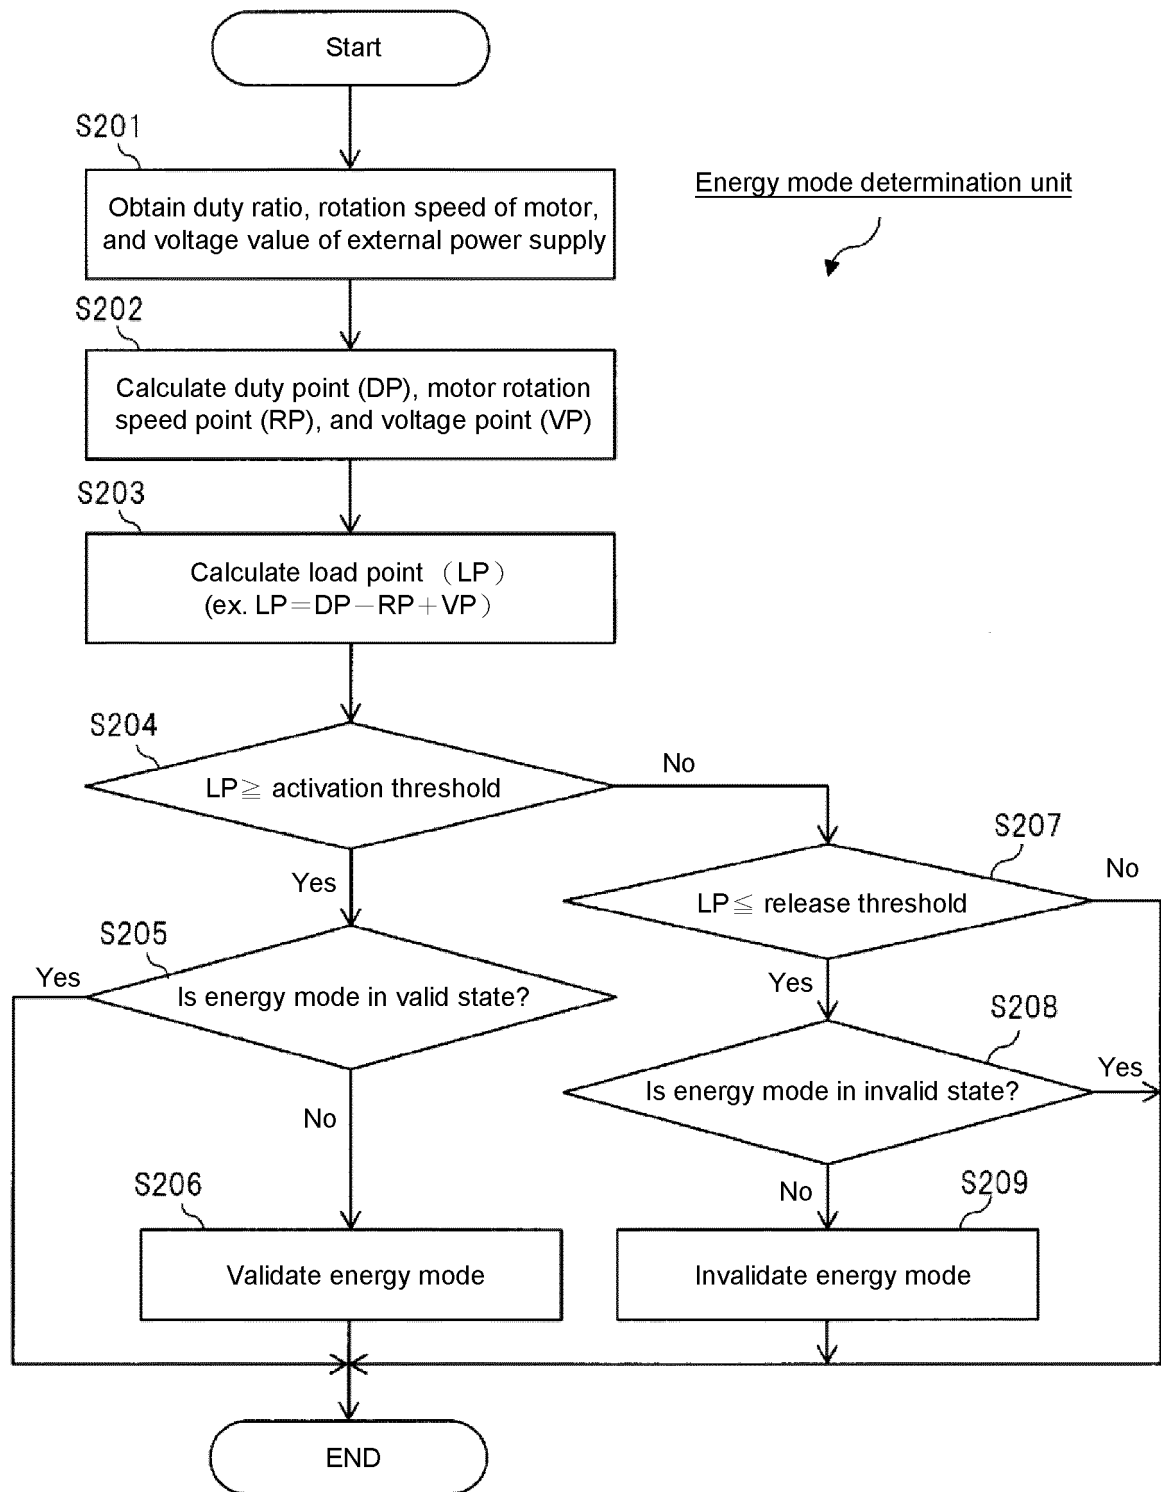 Start
S201
Energy mode determination unit
Obtain duty ratio, rotation speed of motor,
and voltage value of external power supply
S202
Calculate duty point (DP), motor rotation
speed point (RP), and voltage point (VP)
S203
Calculate load point （LP）
(ex. LP＝DP－RP＋VP）
S204
LP≧ activation threshold
No
Yes
S207
LP≦ release threshold
No
Yes
S205
Is energy mode in valid state?
Yes
No
S208
Is energy mode in invalid state?
Yes
No
S206
Validate energy mode
S209
Invalidate energy mode
END